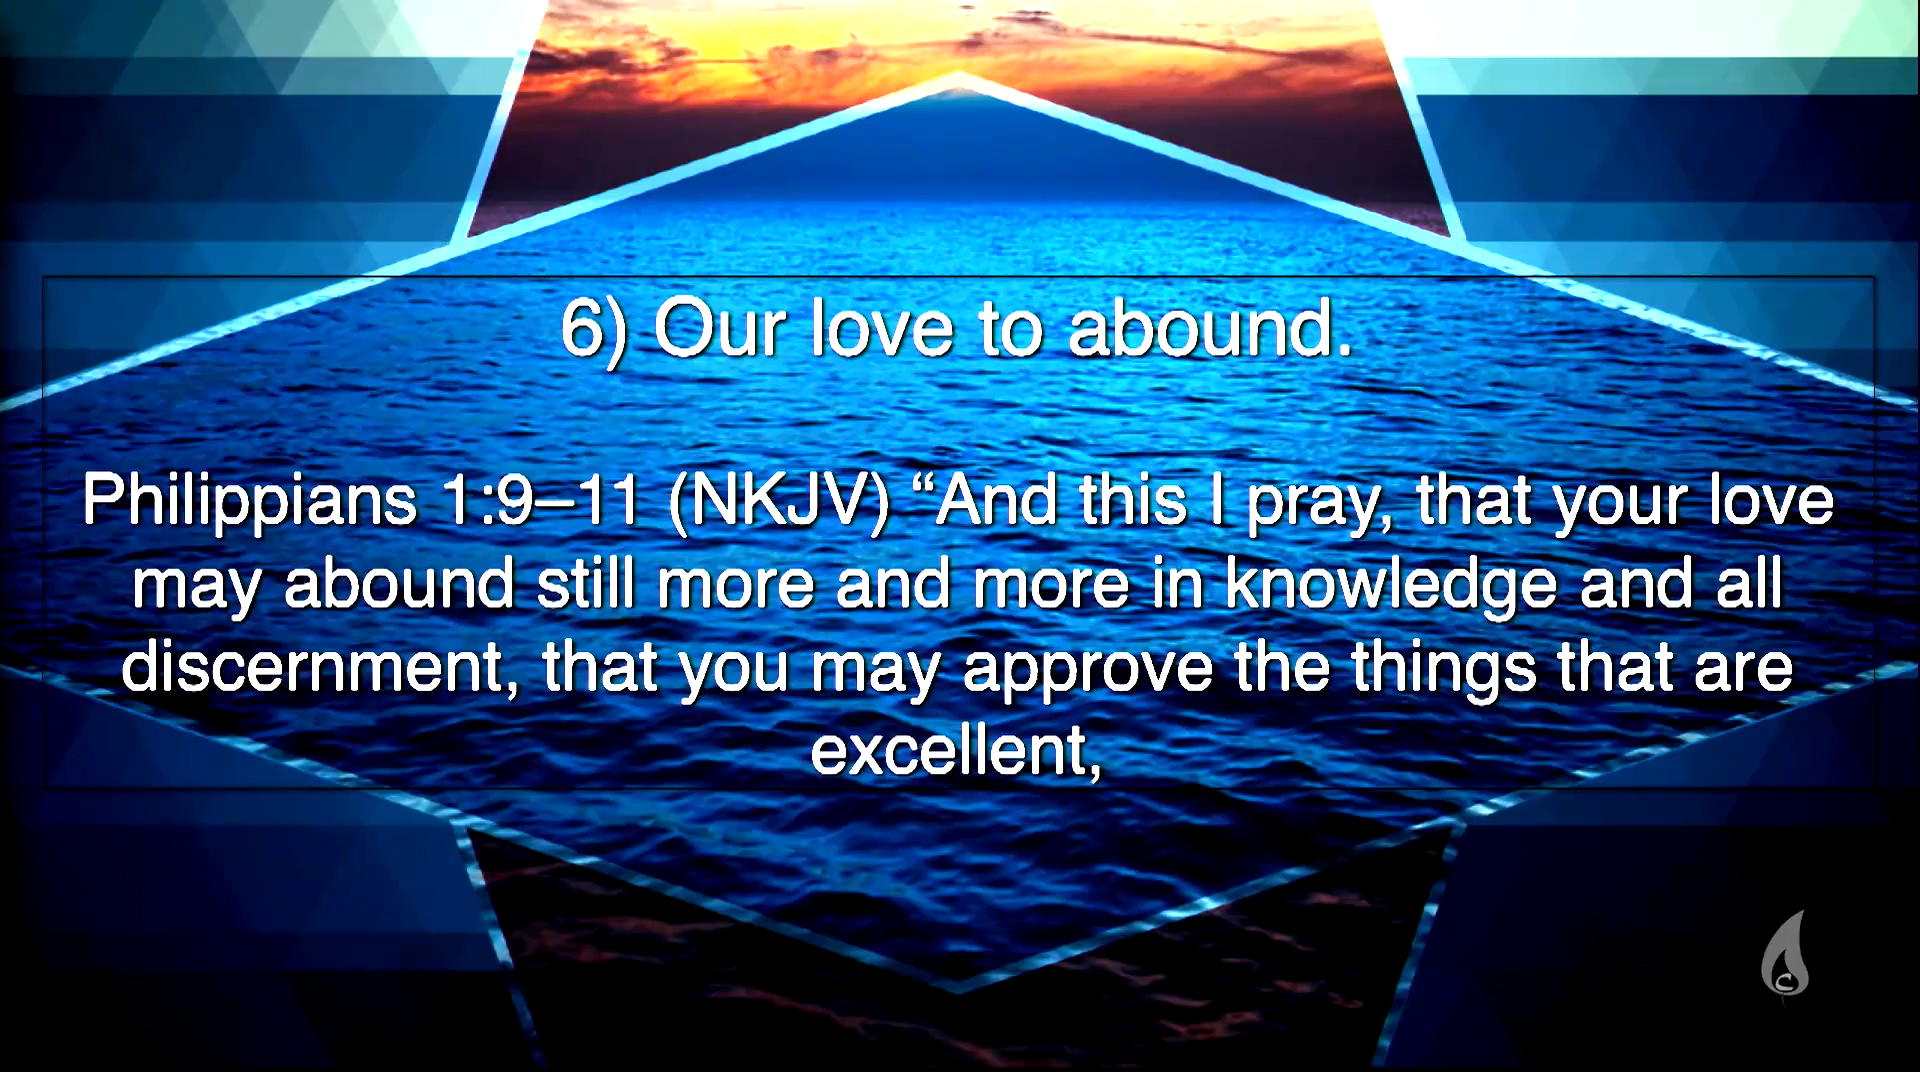 6) Our love to abound.
Philippians 1:9–11 (NKJV) “And this I pray, that your love
may abound still more and more in knowledge and all
discernment, that you may approve the things that are
excellent,